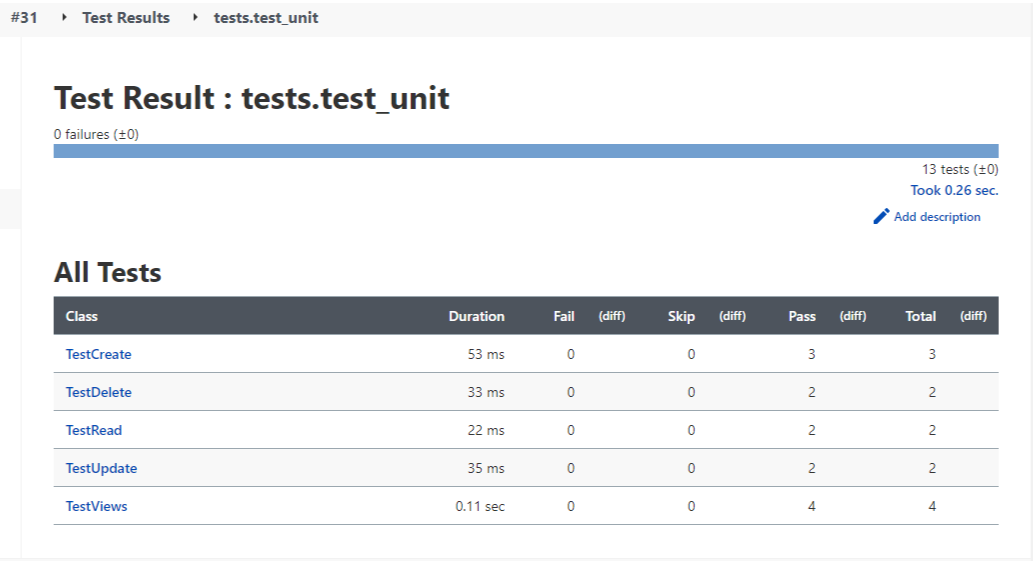 #31 Test Results tests.test_unit
Test Result : tests.test_unit
0 failures (±0)
13 tests (±0)
Took 0.26 sec.
Add description
All Tests
Class Duration Fail (diff) Skip (diff) Pass (diff) Total (diff)
TestCreate 53 ms 0 0 3 3
TestDelete 33 ms 0 0 2 2
TestRead 22 ms 0 0 2 2
TestUpdate 35 ms 0 0 2 2
TestViews 0.11 sec 0 0 4 4